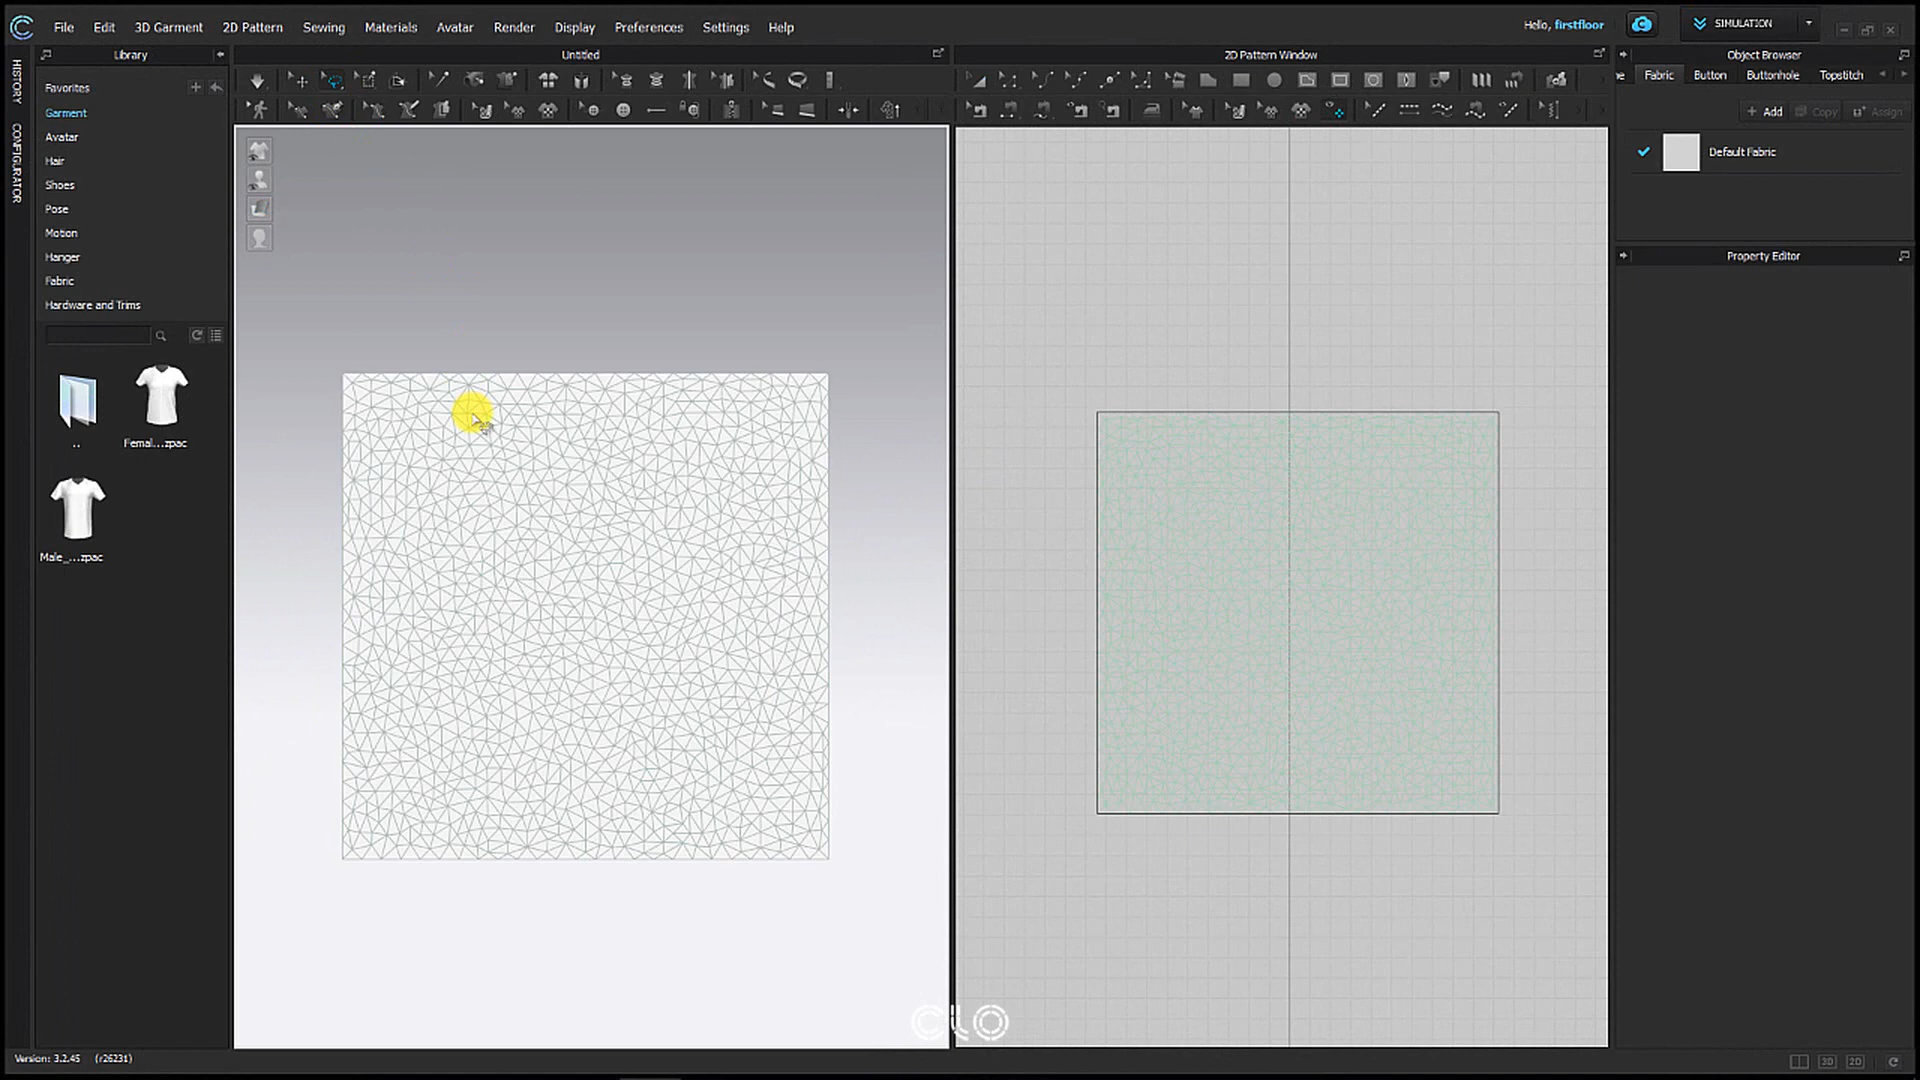 File Edit 3D Garment 2D Pattern Sewing Materials Avatar Render Display Preferences Settings Help
Hello, firstfloor
SIMULATION
HISTORY
CONFIGURATOR
Library
Favorites
Garment
Avatar
Hair
Shoes
Pose
Motion
Hanger
Fabric
Hardware and Trims
..
Femal...zpac
Male_...zpac
Untitled
2D Pattern Window
Object Browser
Fabric Button Buttonhole Topstitch
+ Add Copy Assign
Default Fabric
Property Editor
CLO
Version: 3.2.45 (r26231)
3D 2D